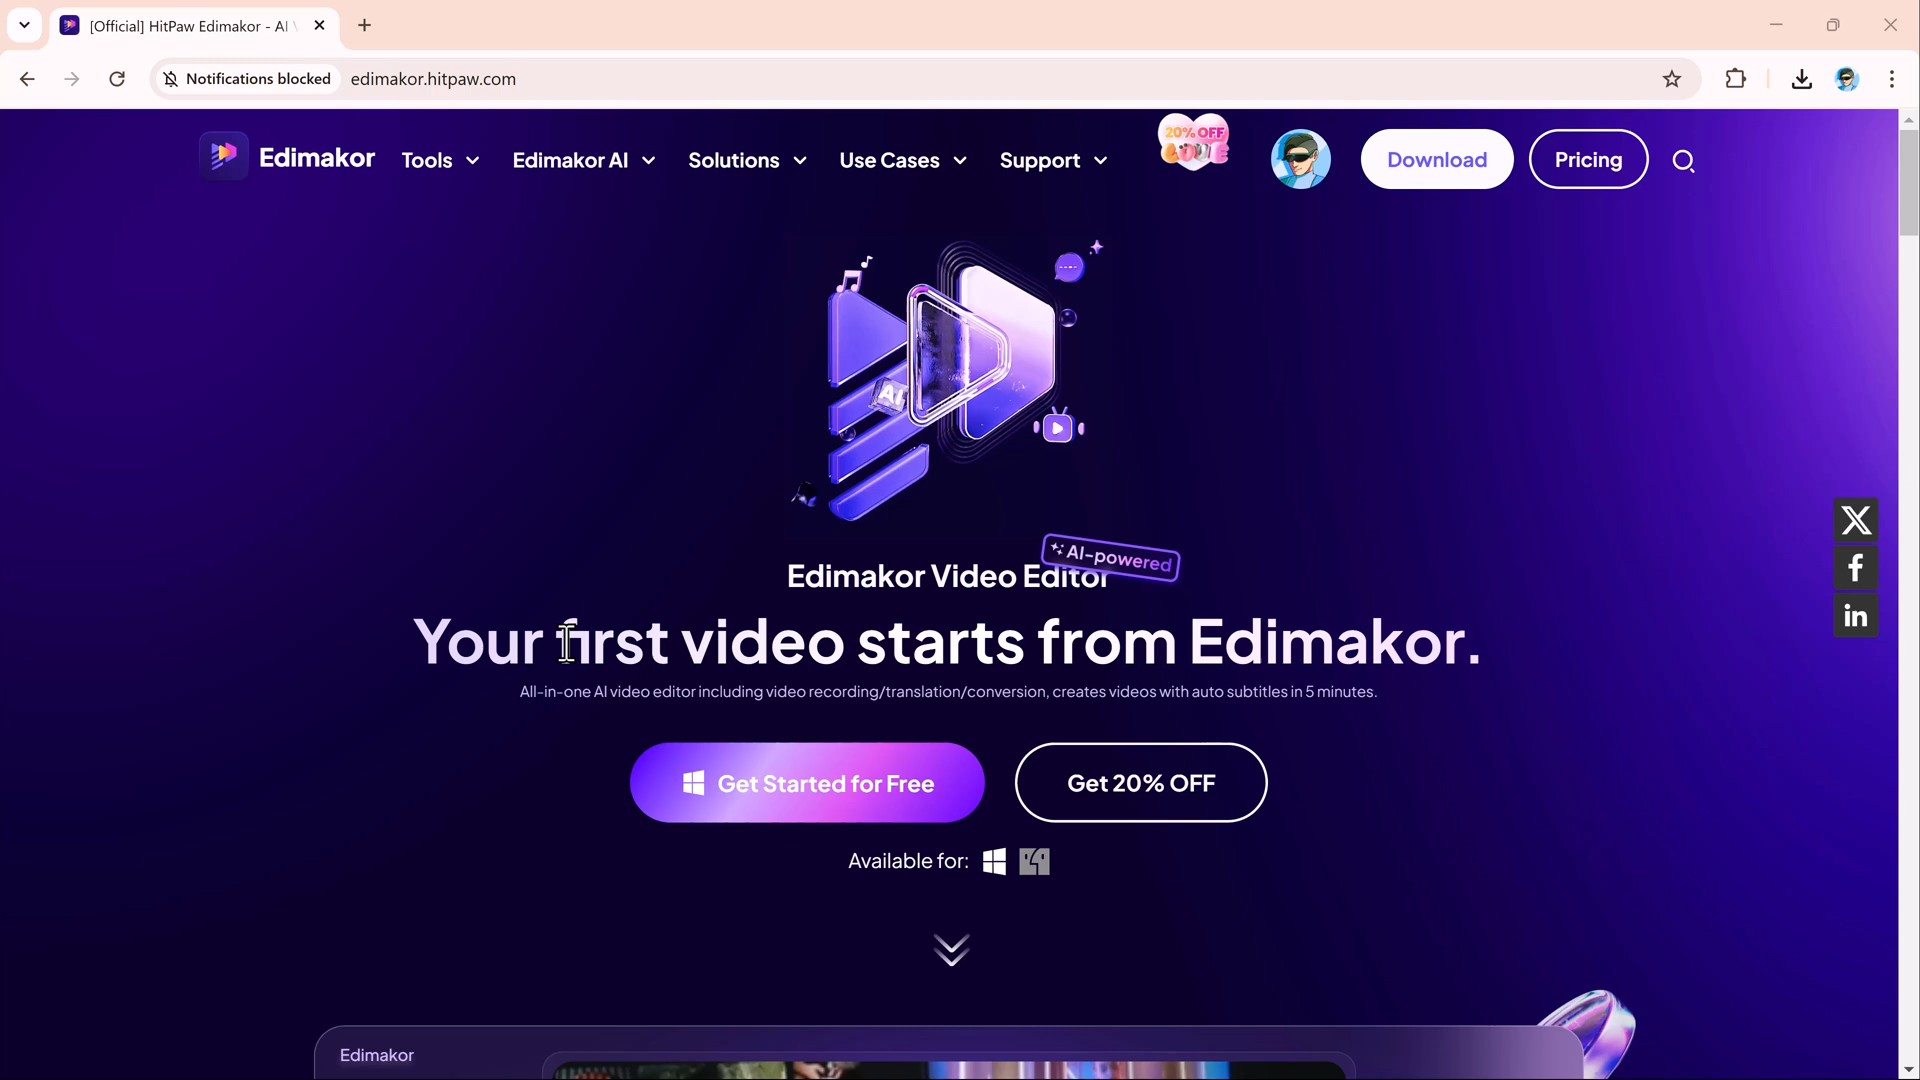 [Official] HitPaw Edimakor - AI
Notifications blocked
edimakor.hitpaw.com
Edimakor
Tools
Edimakor AI
Solutions
Use Cases
Support
20% OFF
LOVE
Download
Pricing
AI
AI-powered
Edimakor Video Editor
Your first video starts from Edimakor.
All-in-one AI video editor including video recording/translation/conversion, creates videos with auto subtitles in 5 minutes.
Get Started for Free
Get 20% OFF
Available for:
X
f
in
Edimakor